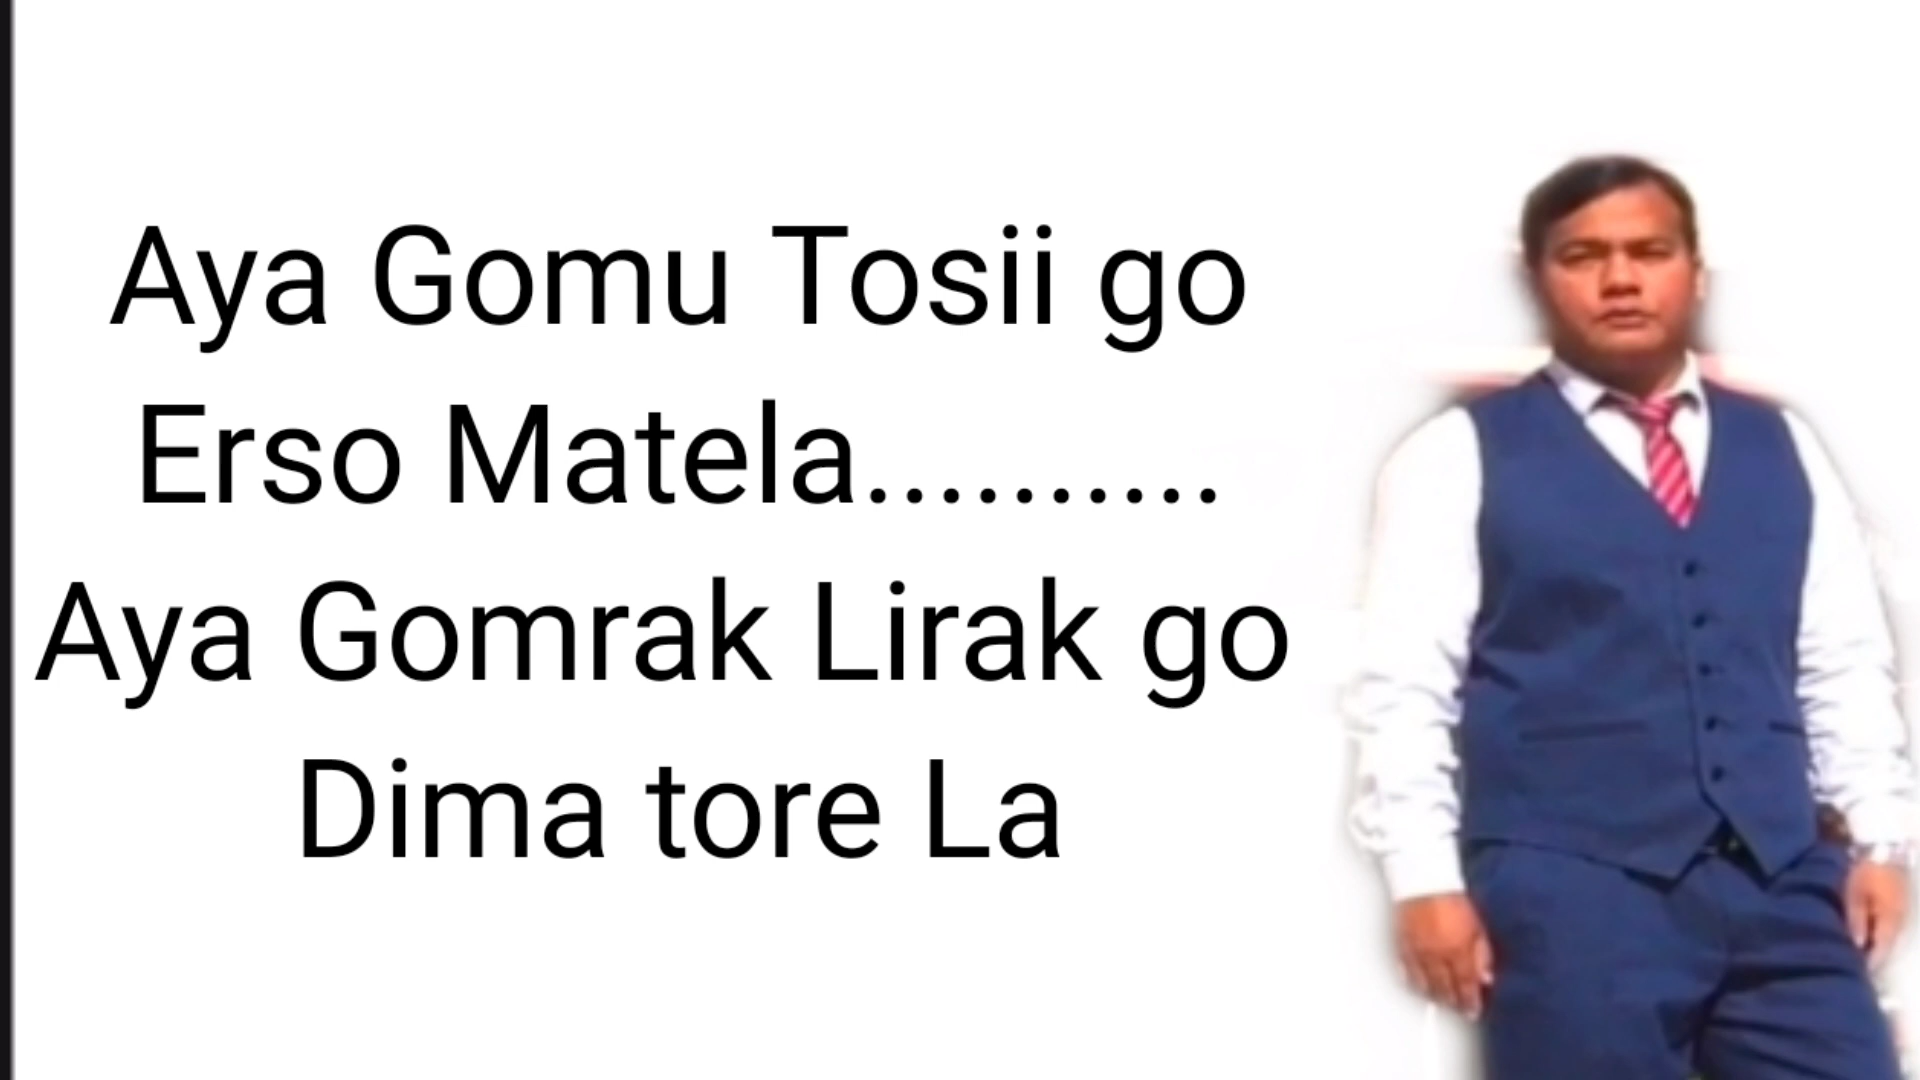 Aya Gomu Tosii go
Erso Matela..........
Aya Gomrak Lirak go
Dima tore La